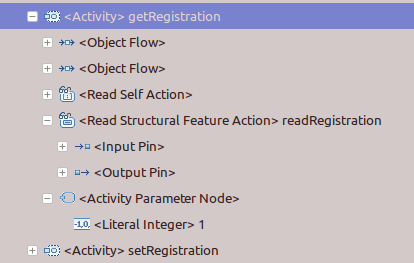 <Activity> getRegistration
<Object Flow>
<Object Flow>
<Read Self Action>
<Read Structural Feature Action> readRegistration
<Input Pin>
<Output Pin>
<Activity Parameter Node>
<Literal Integer> 1
<Activity> setRegistration